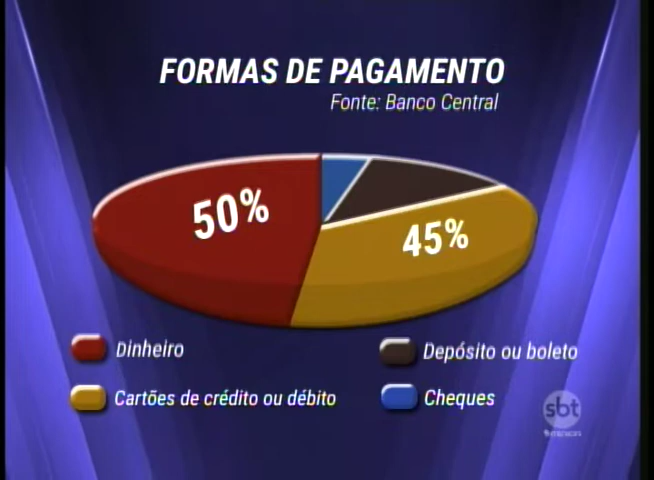 FORMAS DE PAGAMENTO
Fonte: Banco Central
50%
45%
Dinheiro
Depósito ou boleto
Cartões de crédito ou débito
Cheques
sbt